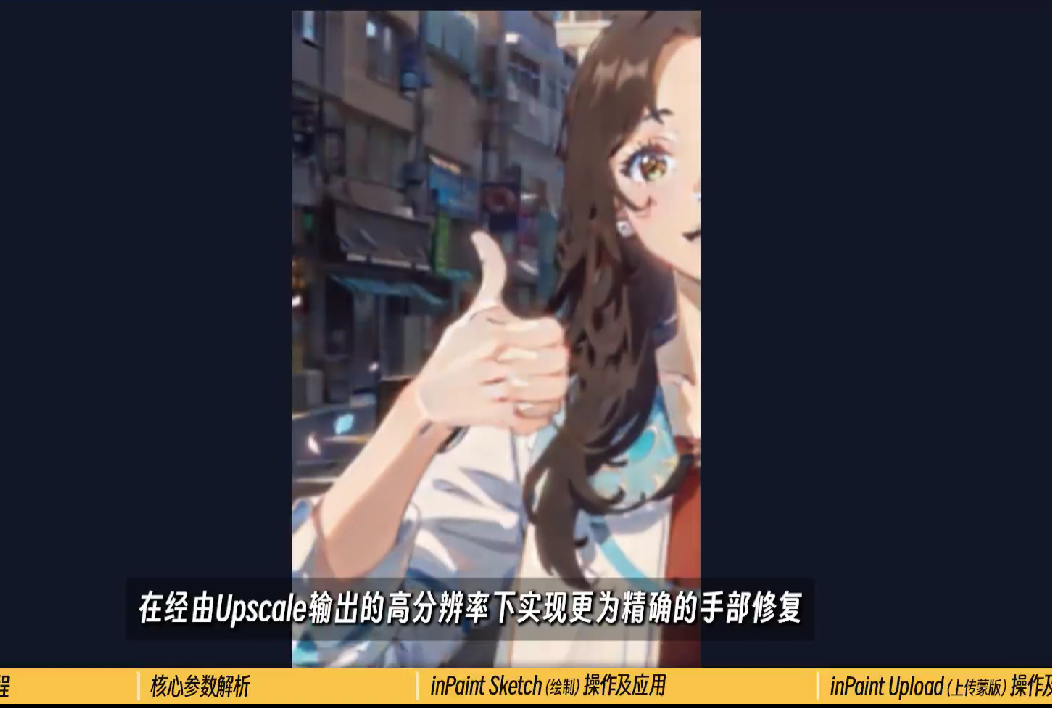 在经由Upscale输出的高分辨率下实现更为精确的手部修复
程
核心参数解析
inPaint Sketch (绘制) 操作及应用
inPaint Upload (上传蒙版) 操作及